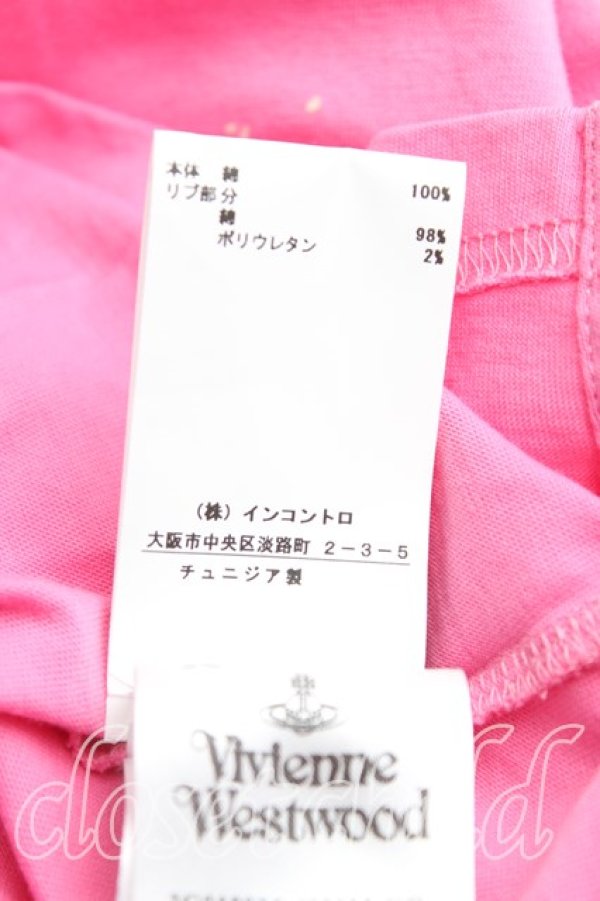 本体 綿 100%
リブ部分
綿 98%
ポリウレタン 2%
(株) インコントロ
大阪市中央区淡路町 2-3-5
チュニジア製
Vivienne
Westwood